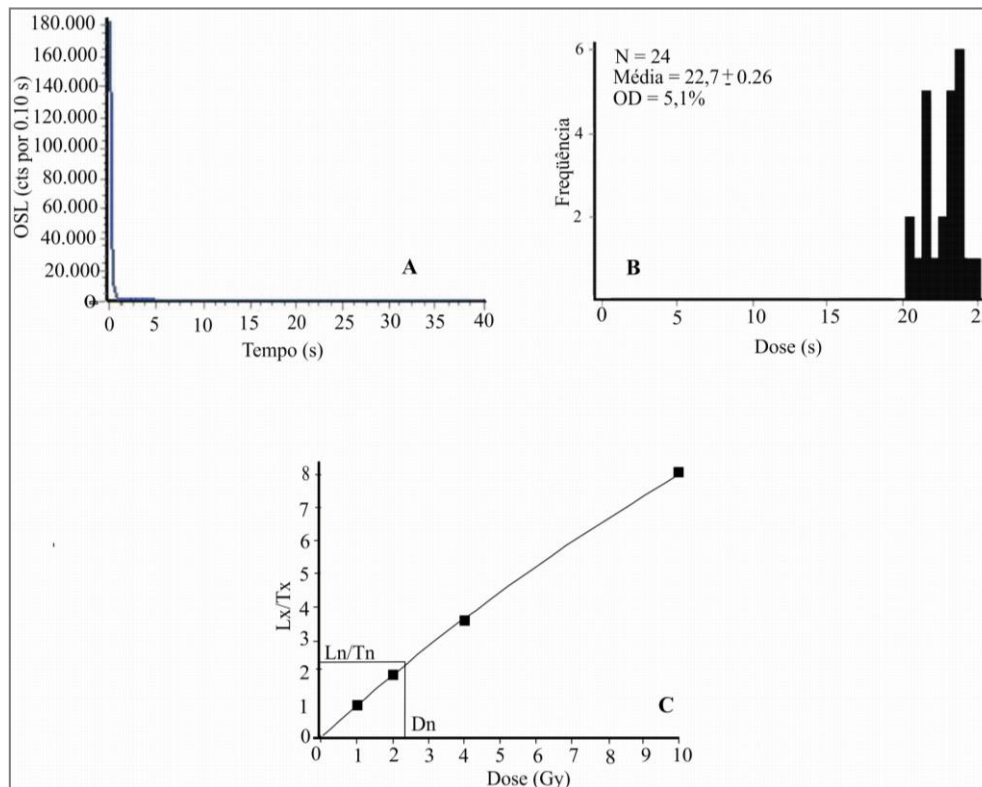 180.000
160.000
140.000
120.000
100.000
80.000
60.000
40.000
20.000
0
OSL (cts por 0.10 s)
A
0 5 10 15 20 25 30 35 40
Tempo (s)
6
4
2
Freqüência
N = 24
Média = 22,7 ± 0.26
OD = 5,1%
B
0 5 10 15 20 2
Dose (s)
8
7
6
5
4
3
2
1
0
Lx/Tx
Ln/Tn
Dn
C
0 1 2 3 4 5 6 7 8 9 10
Dose (Gy)